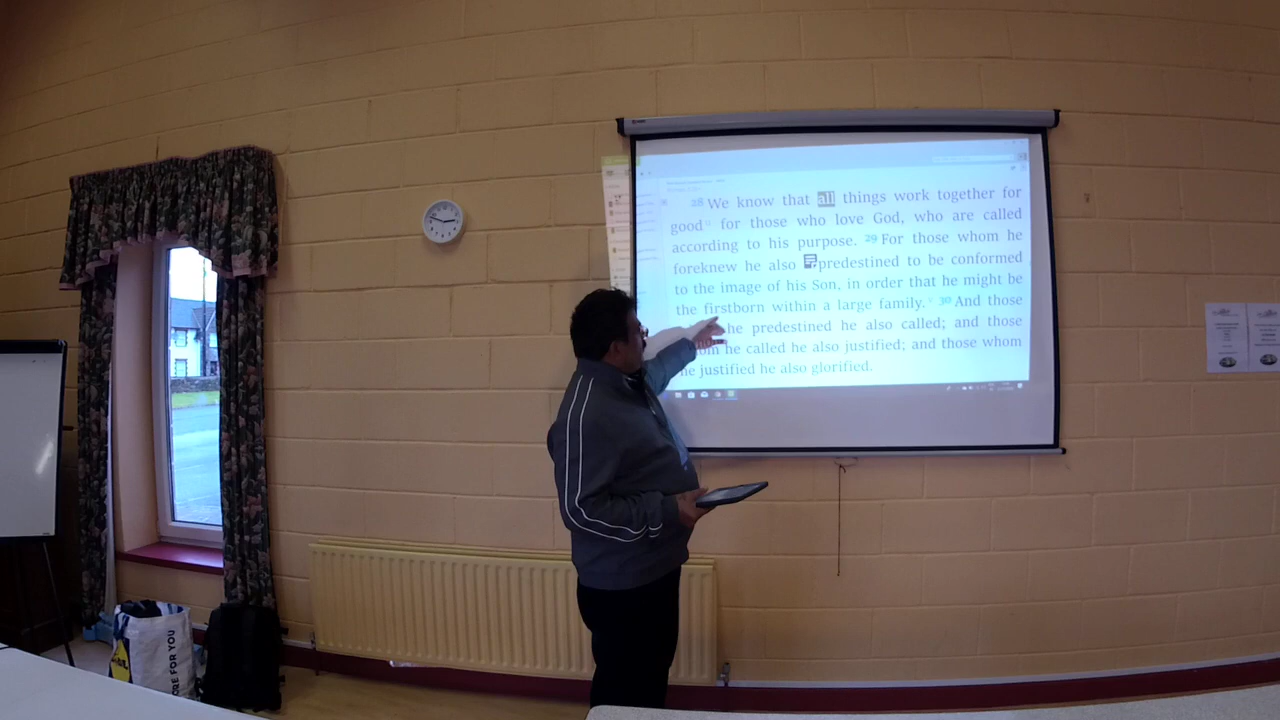 28 We know that all things work together for
good for those who love God, who are called
according to his purpose. 29 For those whom he
foreknew he also predestined to be conformed
to the image of his Son, in order that he might be
the firstborn within a large family. 30 And those
he predestined he also called; and those
whom he called he also justified; and those whom
he justified he also glorified.
ORE FOR YOU